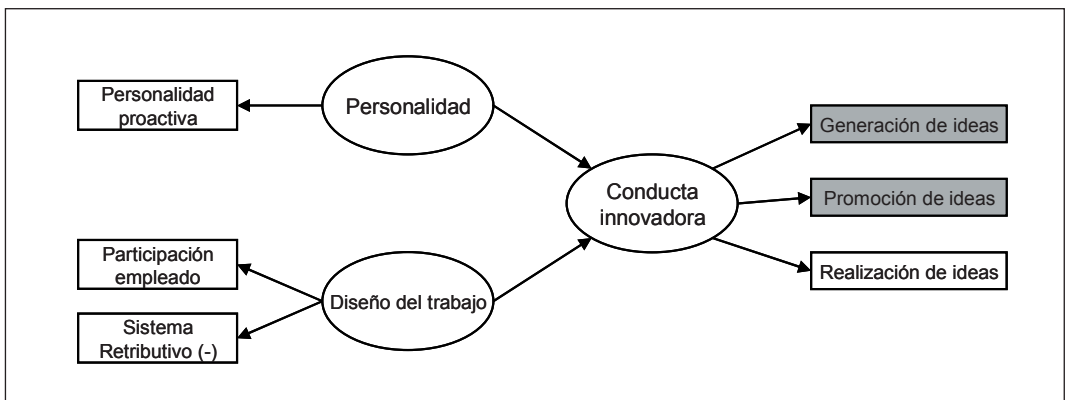 Personalidad
proactiva
Personalidad
Generación de ideas
Conducta
innovadora
Promoción de ideas
Participación
empleado
Realización de ideas
Diseño del trabajo
Sistema
Retributivo (-)